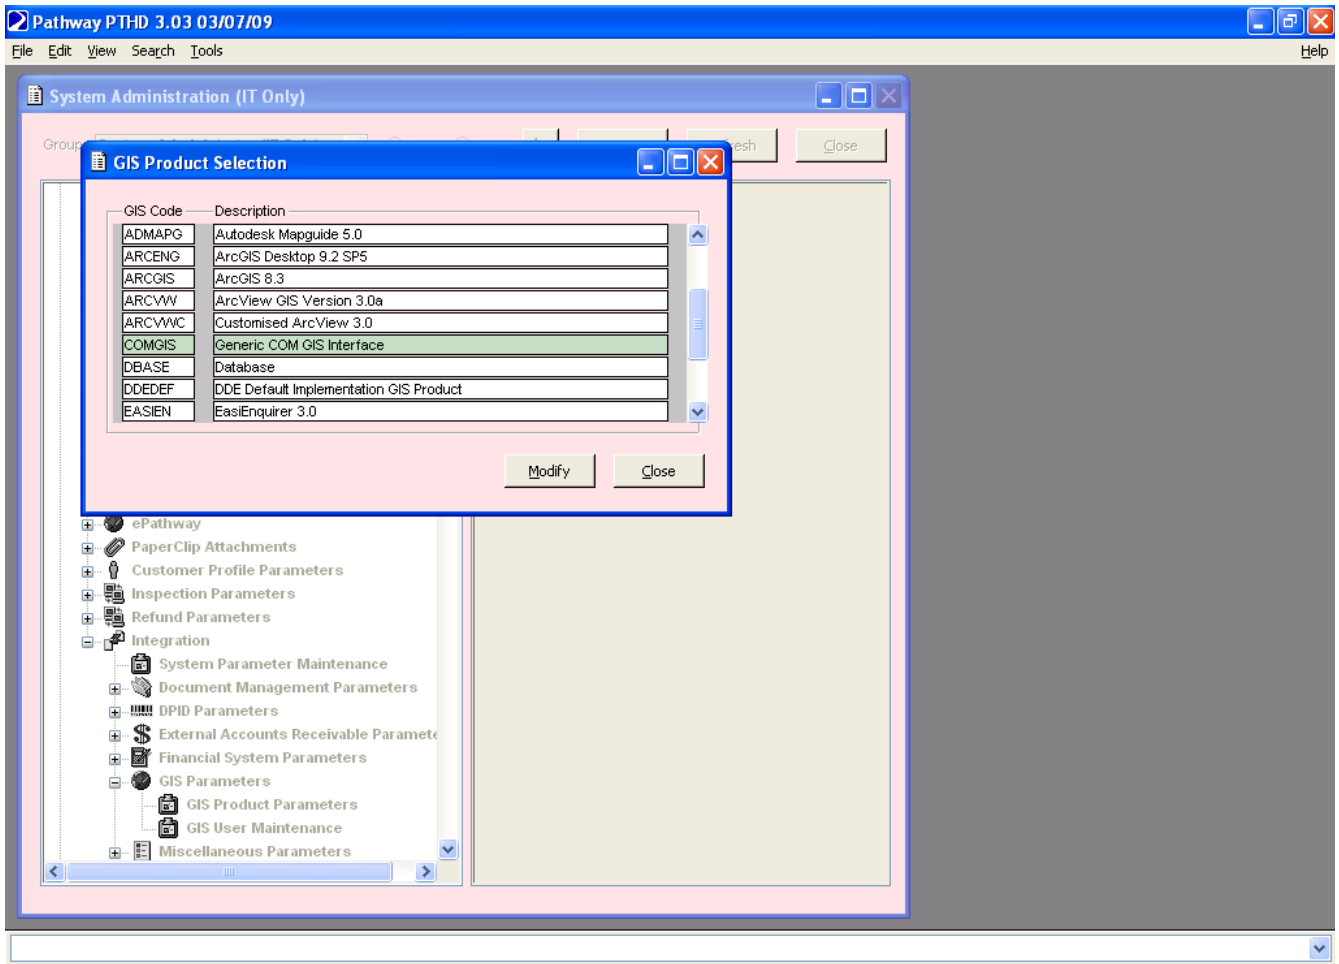 Pathway PTHD 3.03 03/07/09
File Edit View Search Tools Help
System Administration (IT Only)
Group
esh Close
GIS Product Selection
GIS Code Description
ADMAPG Autodesk Mapguide 5.0
ARCENG ArcGIS Desktop 9.2 SP5
ARCGIS ArcGIS 8.3
ARCVW ArcView GIS Version 3.0a
ARCVWC Customised ArcView 3.0
COMGIS Generic COM GIS Interface
DBASE Database
DDEDEF DDE Default Implementation GIS Product
EASIEN EasiEnquirer 3.0
Modify Close
ePathway
PaperClip Attachments
Customer Profile Parameters
Inspection Parameters
Refund Parameters
Integration
System Parameter Maintenance
Document Management Parameters
DPID Parameters
External Accounts Receivable Paramete
Financial System Parameters
GIS Parameters
GIS Product Parameters
GIS User Maintenance
Miscellaneous Parameters